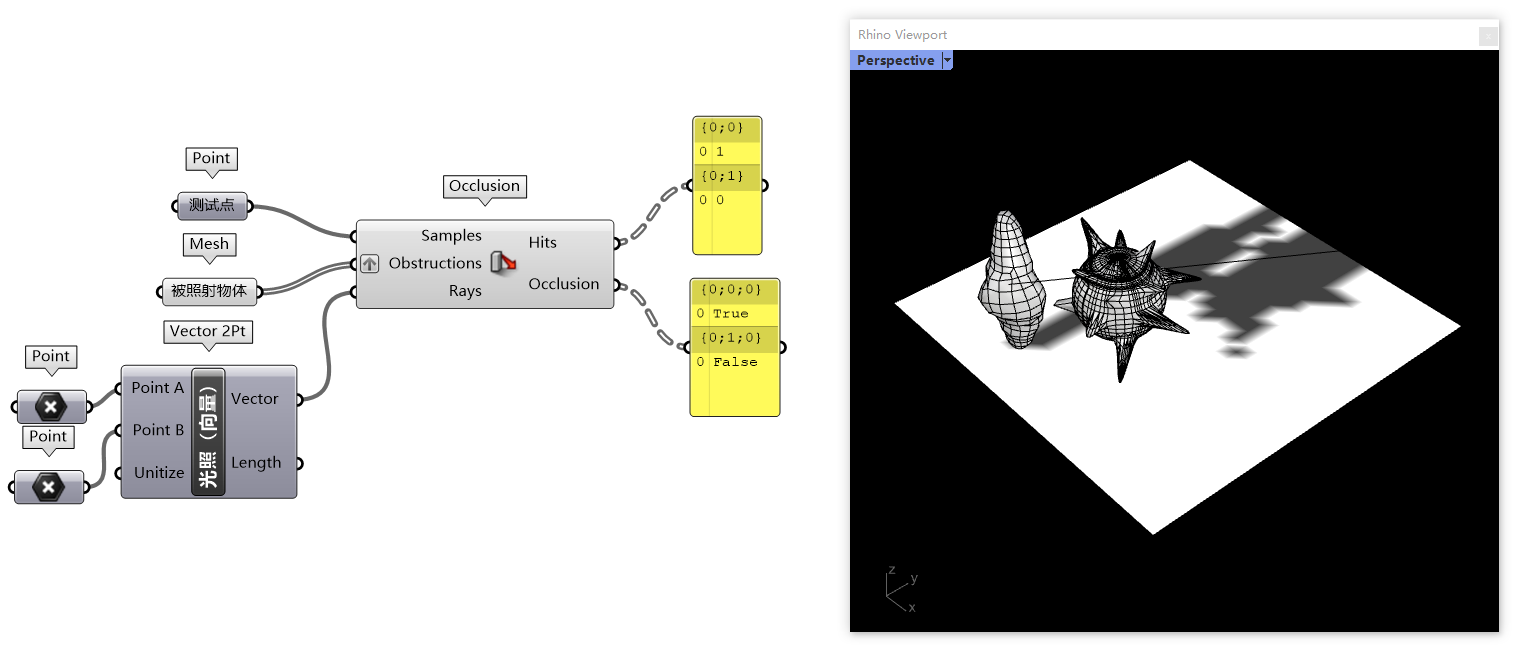 Point
测试点
Mesh
被照射物体
Vector 2Pt
Point
Point
Point A
Point B
Unitize
光照（向量）
Vector
Length
Occlusion
Samples
Obstructions
Rays
Hits
Occlusion
{0;0}
0 1
{0;1}
0 0
{0;0;0}
0 True
{0;1;0}
0 False
Rhino Viewport
Perspective
z
y
x